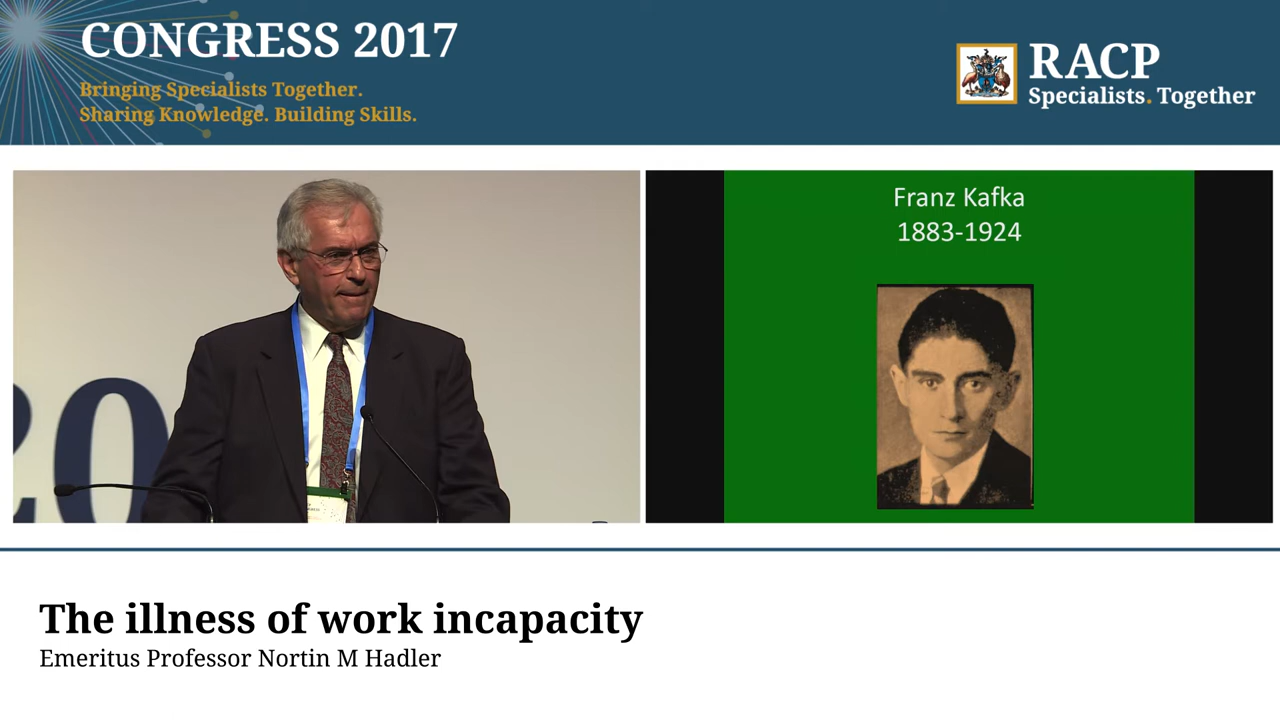 CONGRESS 2017
Bringing Specialists Together.
Sharing Knowledge. Building Skills.
RACP
Specialists. Together
20
Franz Kafka
1883-1924
The illness of work incapacity
Emeritus Professor Nortin M Hadler